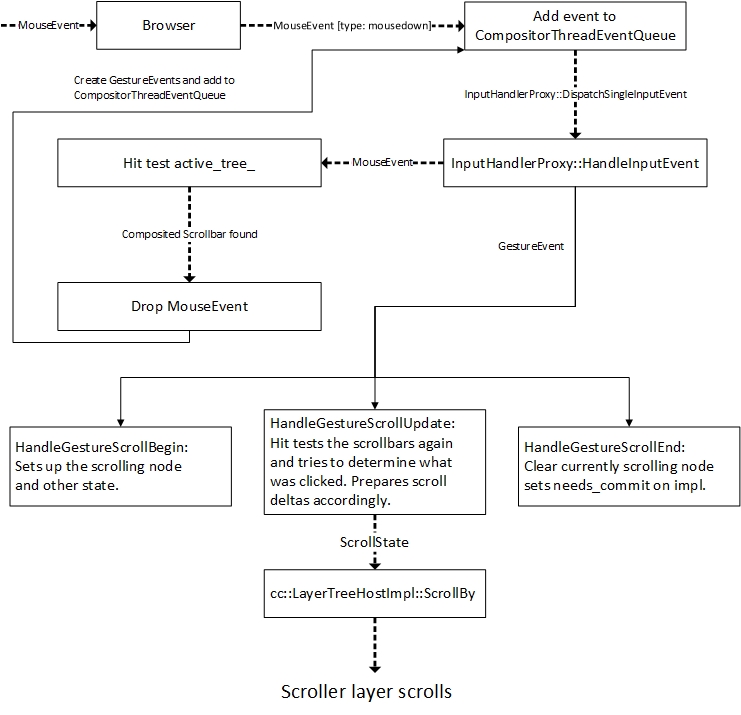 MouseEvent
Browser
MouseEvent [type: mousedown]
Add event to
CompositorThreadEventQueue
Create GestureEvents and add to
CompositorThreadEventQueue
InputHandlerProxy::DispatchSingleInputEvent
Hit test active_tree_
MouseEvent
InputHandlerProxy::HandleInputEvent
Composited Scrollbar found
GestureEvent
Drop MouseEvent
HandleGestureScrollBegin:
Sets up the scrolling node
and other state.
HandleGestureScrollUpdate:
Hit tests the scrollbars again
and tries to determine what
was clicked. Prepares scroll
deltas accordingly.
HandleGestureScrollEnd:
Clear currently scrolling node
sets needs_commit on impl.
ScrollState
cc::LayerTreeHostImpl::ScrollBy
Scroller layer scrolls